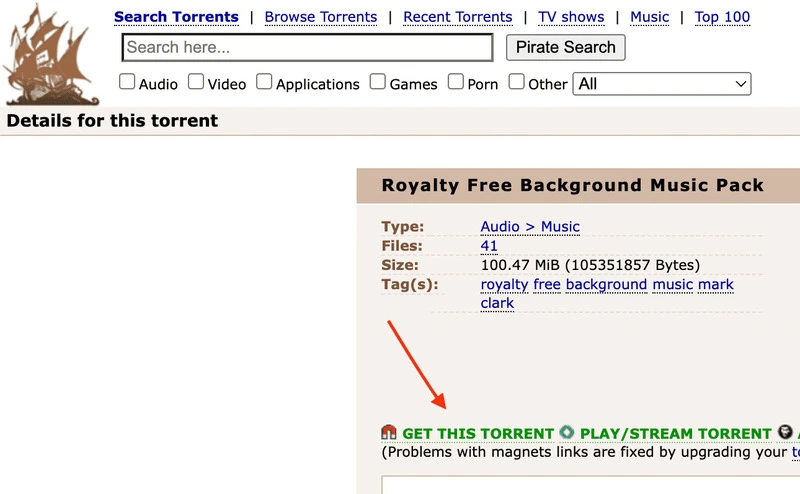 Search Torrents | Browse Torrents | Recent Torrents | TV shows | Music | Top 100
Search here... Pirate Search
Audio Video Applications Games Porn Other All
Details for this torrent
Royalty Free Background Music Pack
Type: Audio > Music
Files: 41
Size: 100.47 MiB (105351857 Bytes)
Tag(s): royalty free background music mark
clark
GET THIS TORRENT PLAY/STREAM TORRENT
(Problems with magnets links are fixed by upgrading your